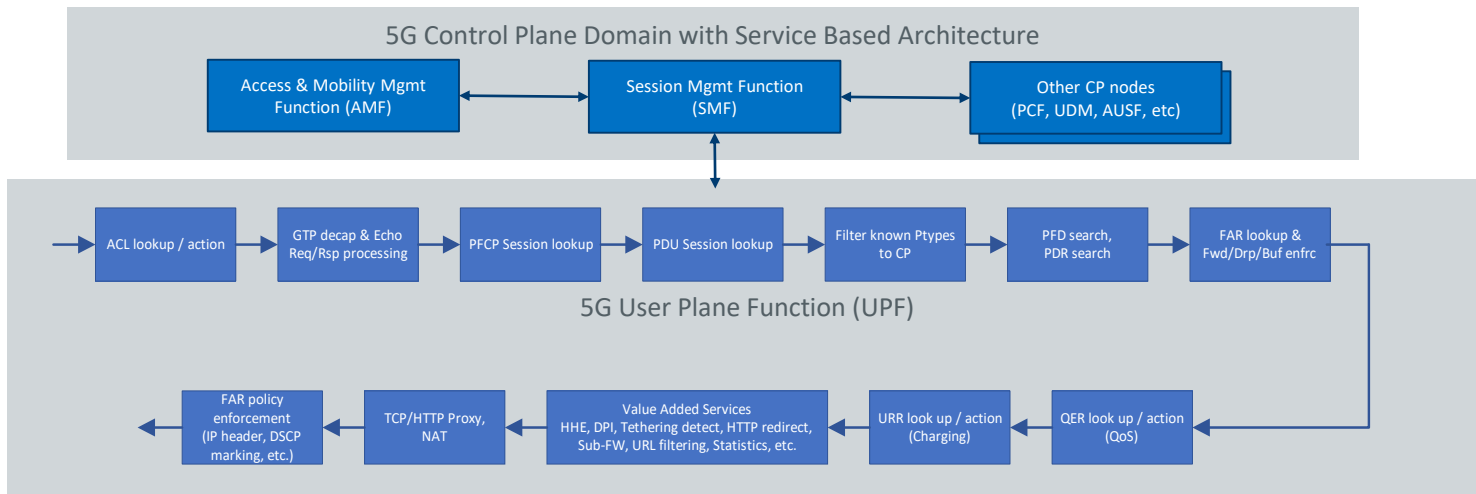 5G Control Plane Domain with Service Based Architecture
Access & Mobility Mgmt
Function (AMF)
Session Mgmt Function
(SMF)
Other CP nodes
(PCF, UDM, AUSF, etc)
ACL lookup / action
GTP decap & Echo
Req/Rsp processing
PFCP Session lookup
PDU Session lookup
Filter known Ptypes
to CP
PFD search,
PDR search
FAR lookup &
Fwd/Drp/Buf enfrc
5G User Plane Function (UPF)
FAR policy
enforcement
(IP header, DSCP
marking, etc.)
TCP/HTTP Proxy,
NAT
Value Added Services
HHE, DPI, Tethering detect, HTTP redirect,
Sub-FW, URL filtering, Statistics, etc.
URR look up / action
(Charging)
QER look up / action
(QoS)